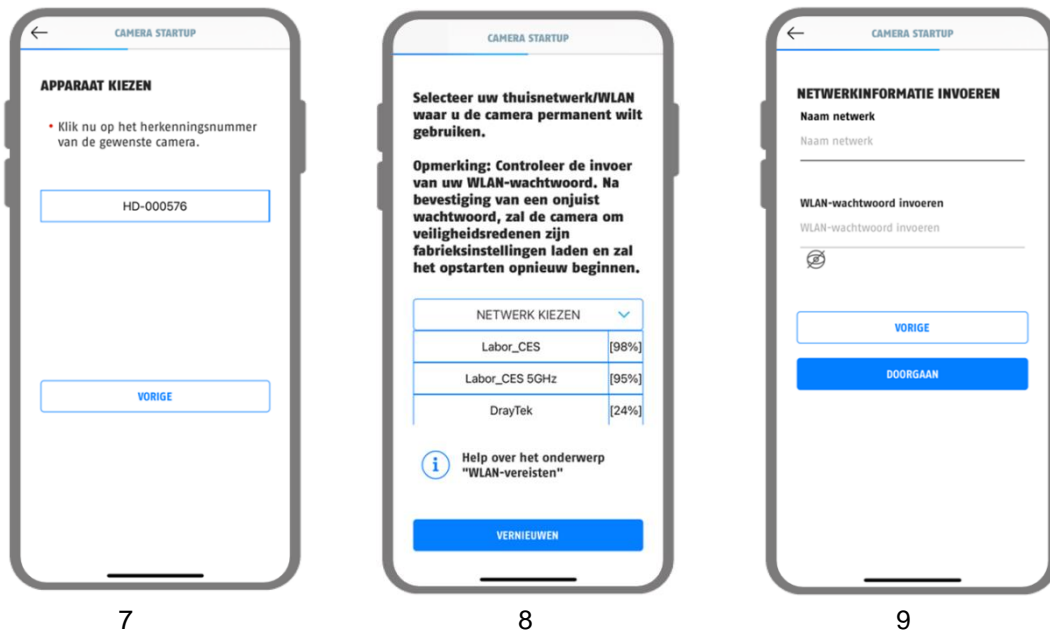 CAMERA STARTUP
APPARAAT KIEZEN
• Klik nu op het herkenningsnummer
van de gewenste camera.
HD-000576
VORIGE
7
CAMERA STARTUP
Selecteer uw thuisnetwerk/WLAN
waar u de camera permanent wilt
gebruiken.
Opmerking: Controleer de invoer
van uw WLAN-wachtwoord. Na
bevestiging van een onjuist
wachtwoord, zal de camera om
veiligheidsredenen zijn
fabrieksinstellingen laden en zal
het opstarten opnieuw beginnen.
NETWERK KIEZEN
Labor_CES [98%]
Labor_CES 5GHz [95%]
DrayTek [24%]
i Help over het onderwerp
"WLAN-vereisten"
VERNIEUWEN
8
CAMERA STARTUP
NETWERKINFORMATIE INVOEREN
Naam netwerk
Naam netwerk
WLAN-wachtwoord invoeren
WLAN-wachtwoord invoeren
VORIGE
DOORGAAN
9